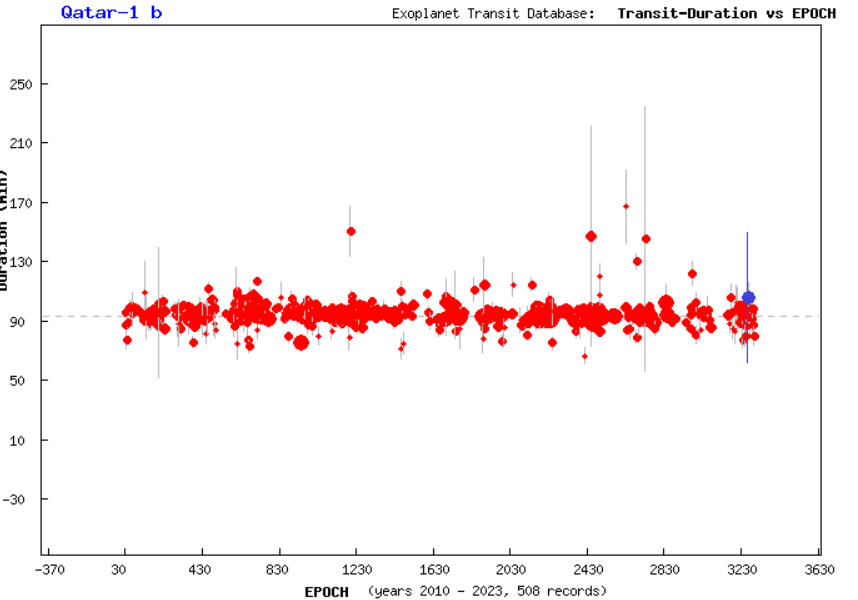 Qatar-1 b
Exoplanet Transit Database: Transit-Duration vs EPOCH
250
210
170
130
90
50
10
-30
Duration (Min)
-370 30 430 830 1230 1630 2030 2430 2830 3230 3630
EPOCH (years 2010 - 2023, 508 records)